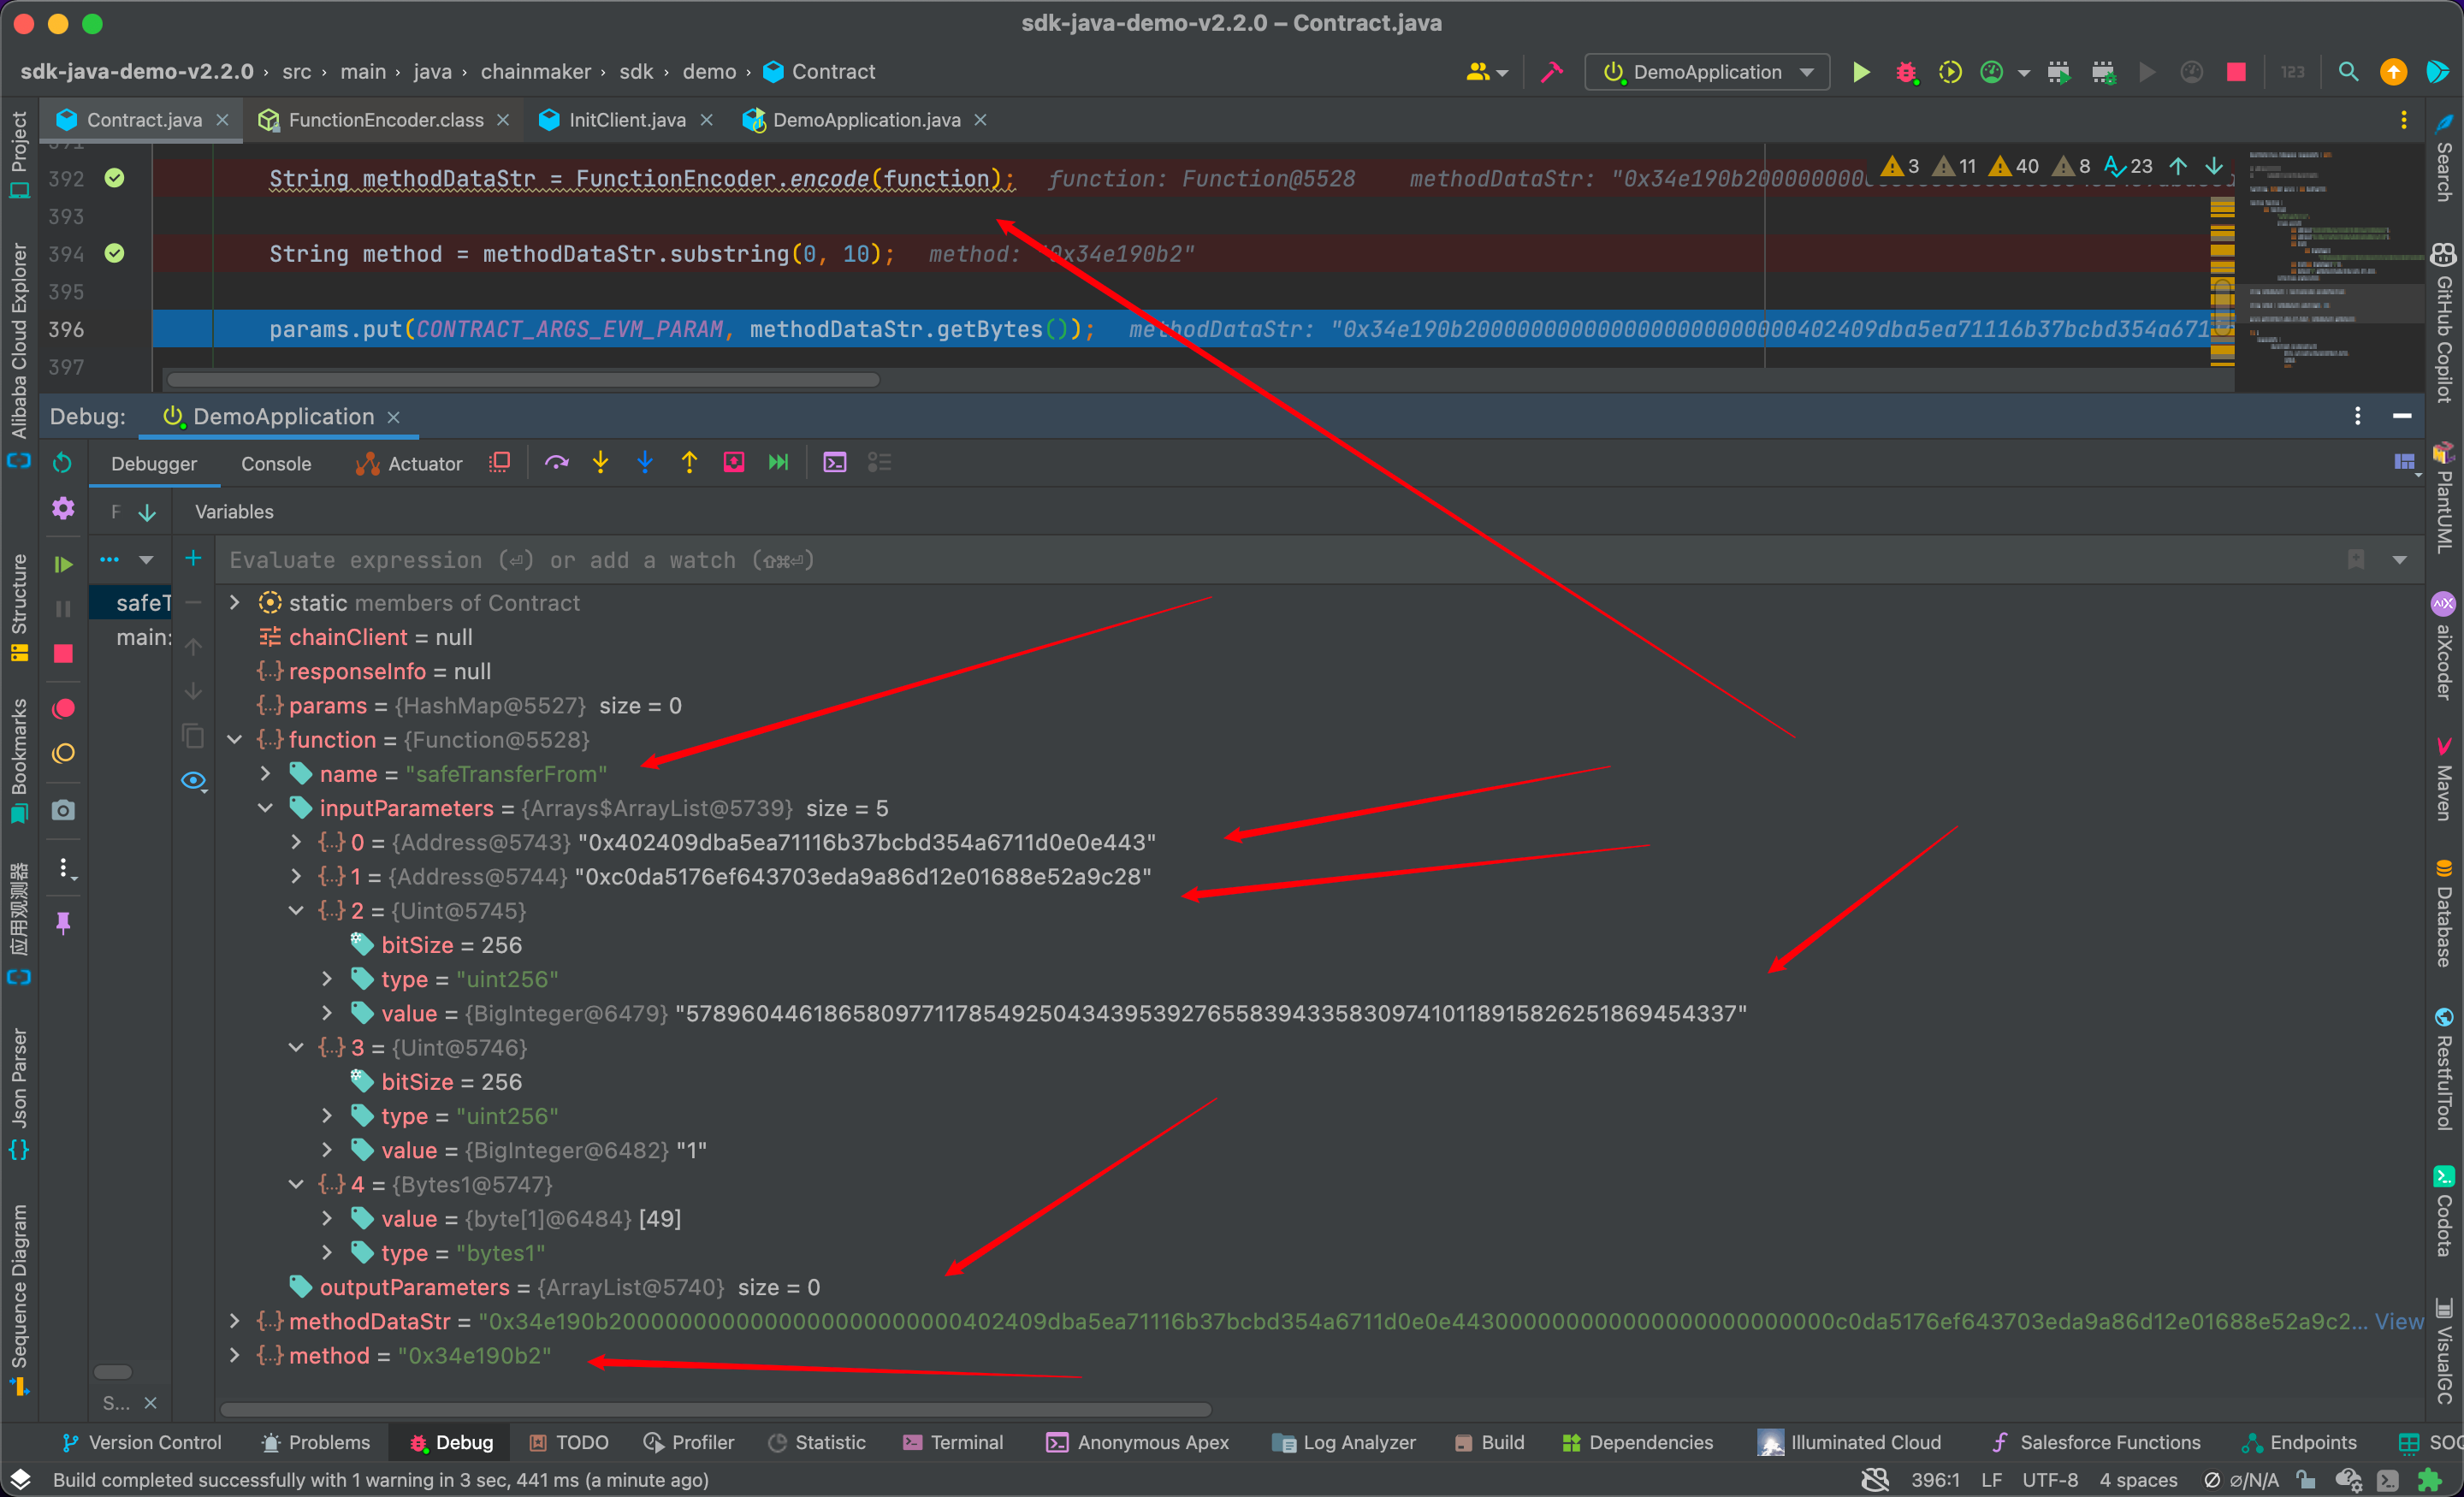 sdk-java-demo-v2.2.0 – Contract.java
sdk-java-demo-v2.2.0 › src › main › java › chainmaker › sdk › demo › Contract
DemoApplication
123
Contract.java
FunctionEncoder.class
InitClient.java
DemoApplication.java
391
392 String methodDataStr = FunctionEncoder.encode(function); function: Function@5528 methodDataStr: "0x34e190b2000000000
3 11 40 8 23
393
394 String method = methodDataStr.substring(0, 10); method: "0x34e190b2"
395
396 params.put(CONTRACT_ARGS_EVM_PARAM, methodDataStr.getBytes()); methodDataStr: "0x34e190b2000000000000000000000000402409dba5ea71116b37bcbd354a671
397
Debug: DemoApplication
Debugger Console Actuator
F Variables
Evaluate expression (⏎) or add a watch (⇧⌘⏎)
safeT
main:
static members of Contract
chainClient = null
responseInfo = null
params = {HashMap@5527} size = 0
function = {Function@5528}
name = "safeTransferFrom"
inputParameters = {Arrays$ArrayList@5739} size = 5
0 = {Address@5743} "0x402409dba5ea71116b37bcbd354a6711d0e0e443"
1 = {Address@5744} "0xc0da5176ef643703eda9a86d12e01688e52a9c28"
2 = {Uint@5745}
bitSize = 256
type = "uint256"
value = {BigInteger@6479} "57896044618658097711785492504343953927655839433583097410118915826251869454337"
3 = {Uint@5746}
bitSize = 256
type = "uint256"
value = {BigInteger@6482} "1"
4 = {Bytes1@5747}
value = {byte[1]@6484} [49]
type = "bytes1"
outputParameters = {ArrayList@5740} size = 0
methodDataStr = "0x34e190b2000000000000000000000000402409dba5ea71116b37bcbd354a6711d0e0e443000000000000000000000000c0da5176ef643703eda9a86d12e01688e52a9c2... View
method = "0x34e190b2"
S...
Project
Alibaba Cloud Explorer
Structure
Bookmarks
应用观测器
Json Parser
Sequence Diagram
Search
GitHub Copilot
PlantUML
aiXcoder
Maven
Database
RestfulTool
Codota
VisualGC
Version Control Problems Debug TODO Profiler Statistic Terminal Anonymous Apex Log Analyzer Build Dependencies Illuminated Cloud Salesforce Functions Endpoints SOC
Build completed successfully with 1 warning in 3 sec, 441 ms (a minute ago)
396:1 LF UTF-8 4 spaces ∅/N/A